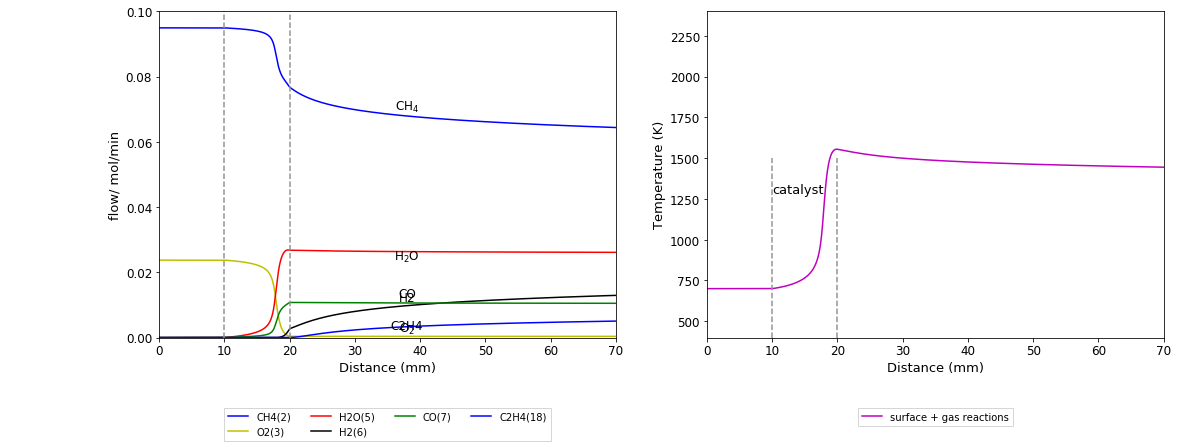 0.10
0.08
0.06
0.04
0.02
0.00
flow/ mol/min
CH₄
H₂O
CO
H2
C2H4
O₂
0 10 20 30 40 50 60 70
Distance (mm)
CH4(2) H2O(5) CO(7) C2H4(18)
O2(3) H2(6)
2250
2000
1750
1500
1250
1000
750
500
Temperature (K)
catalyst
0 10 20 30 40 50 60 70
Distance (mm)
surface + gas reactions